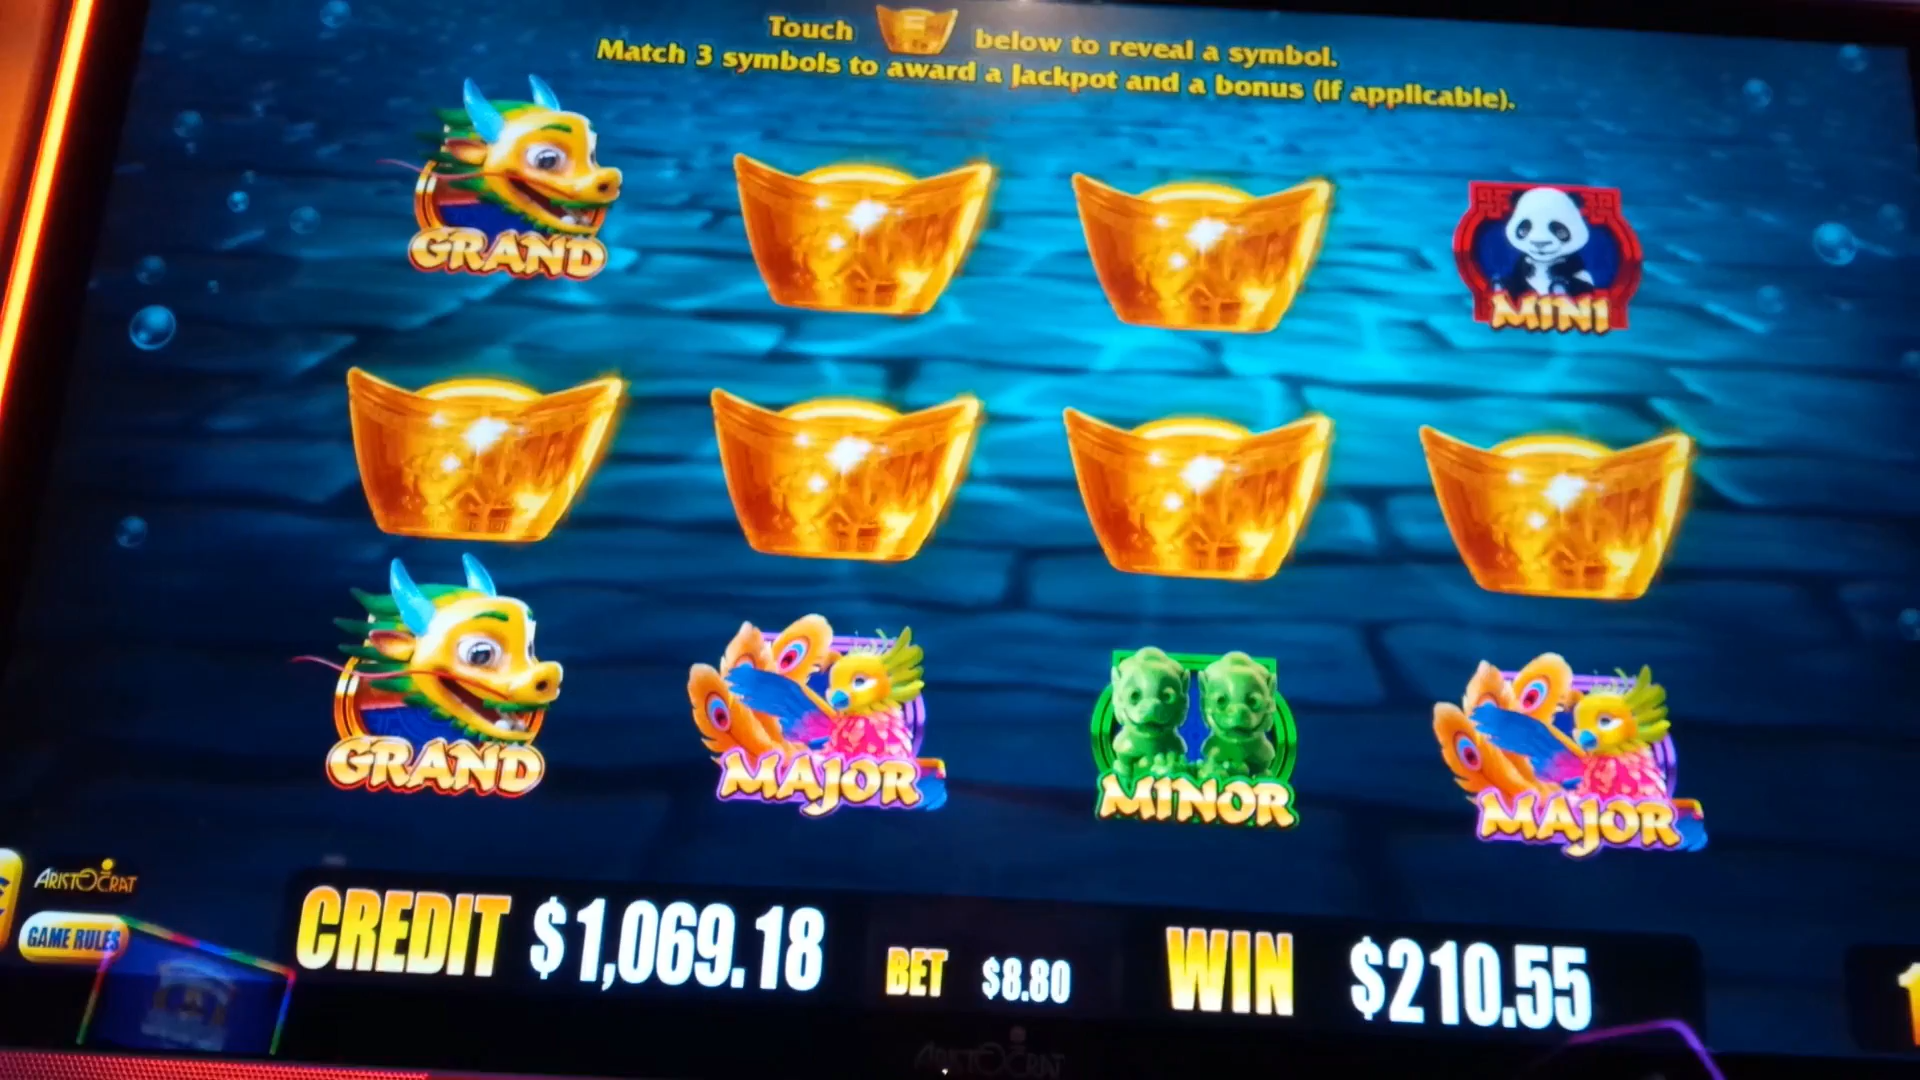 Touch below to reveal a symbol.
Match 3 symbols to award a Jackpot and a bonus (if applicable).
GRAND
MINI
GRAND
MAJOR
MINOR
MAJOR
ARISTOCRAT
GAME RULES
CREDIT $1,069.18
BET $8.80
WIN $210.55
ARISTOCRAT